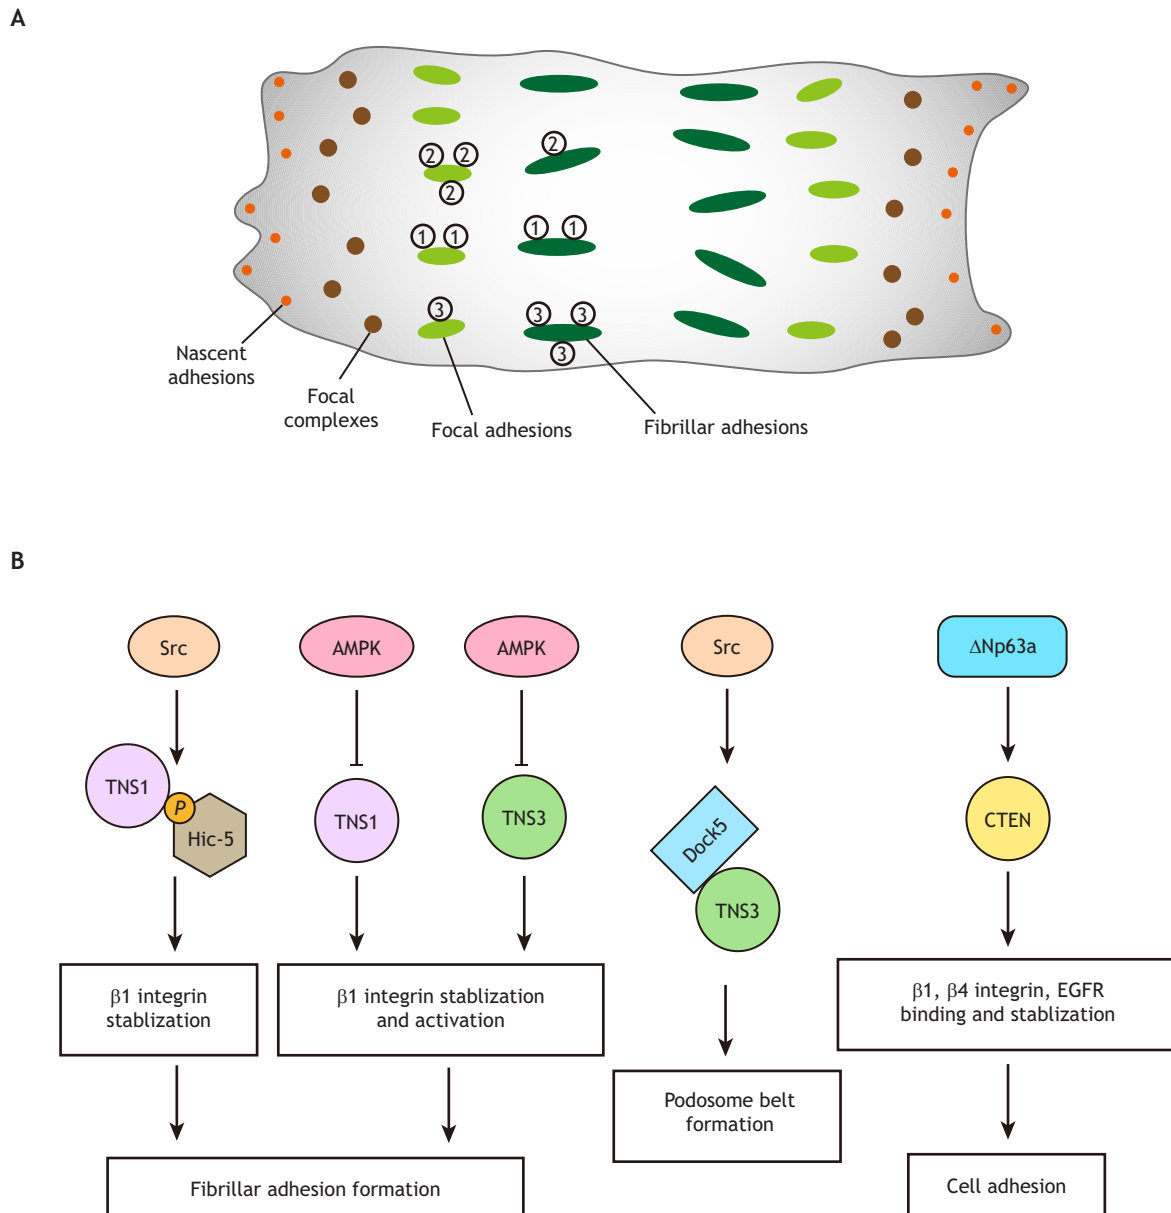 A
2
2
2
2
1
1
1
1
3
3
3
3
Nascent
adhesions
Focal
complexes
Focal adhesions
Fibrillar adhesions
B
Src
AMPK
AMPK
Src
ΔNp63a
TNS1
P
Hic-5
TNS1
TNS3
Dock5
TNS3
CTEN
β1 integrin
stablization
β1 integrin stablization
and activation
β1, β4 integrin, EGFR
binding and stablization
Podosome belt
formation
Fibrillar adhesion formation
Cell adhesion